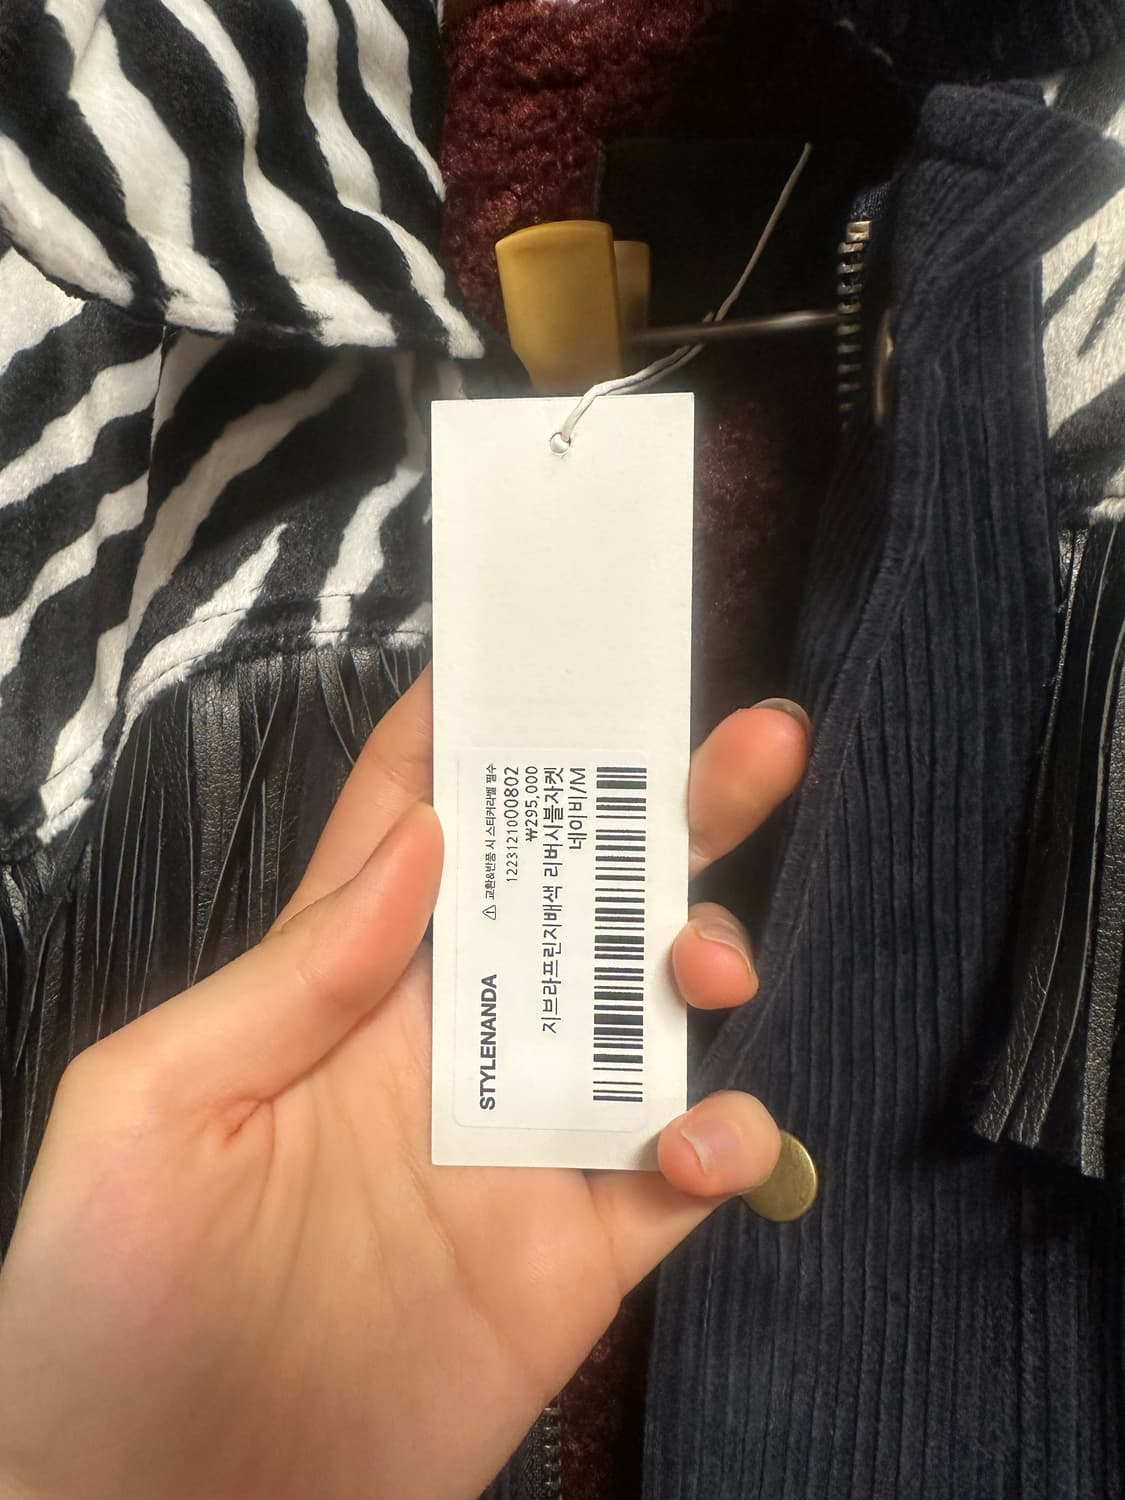 STYLENANDA
⚠ 교환&반품 시 스티커라벨 필수
1223121000802
₩295,000
지브라프린지배색 리버시블자켓
네이비/M